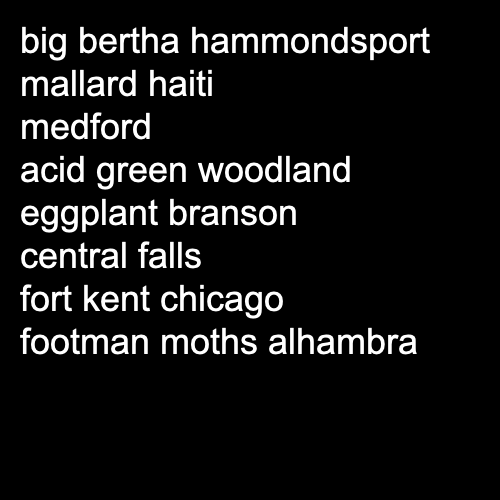 big bertha hammondsport
mallard haiti
medford
acid green woodland
eggplant branson
central falls
fort kent chicago
footman moths alhambra